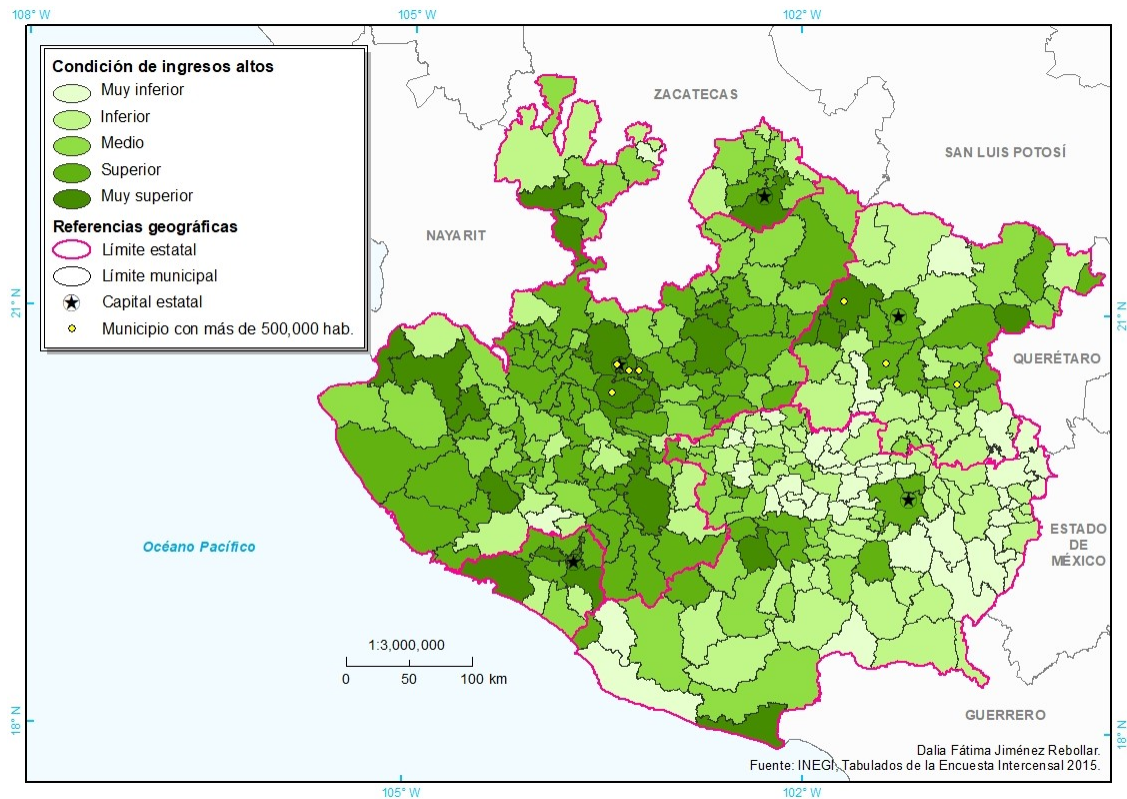 108° W
105° W
102° W
Condición de ingresos altos
Muy inferior
Inferior
Medio
Superior
Muy superior
Referencias geográficas
Límite estatal
Límite municipal
Capital estatal
Municipio con más de 500,000 hab.
ZACATECAS
SAN LUIS POTOSÍ
NAYARIT
21° N
21° N
QUERÉTARO
Océano Pacífico
ESTADO
DE
MÉXICO
1:3,000,000
0 50 100 km
GUERRERO
18° N
18° N
Dalia Fátima Jiménez Rebollar.
Fuente: INEGI, Tabulados de la Encuesta Intercensal 2015.
105° W
102° W